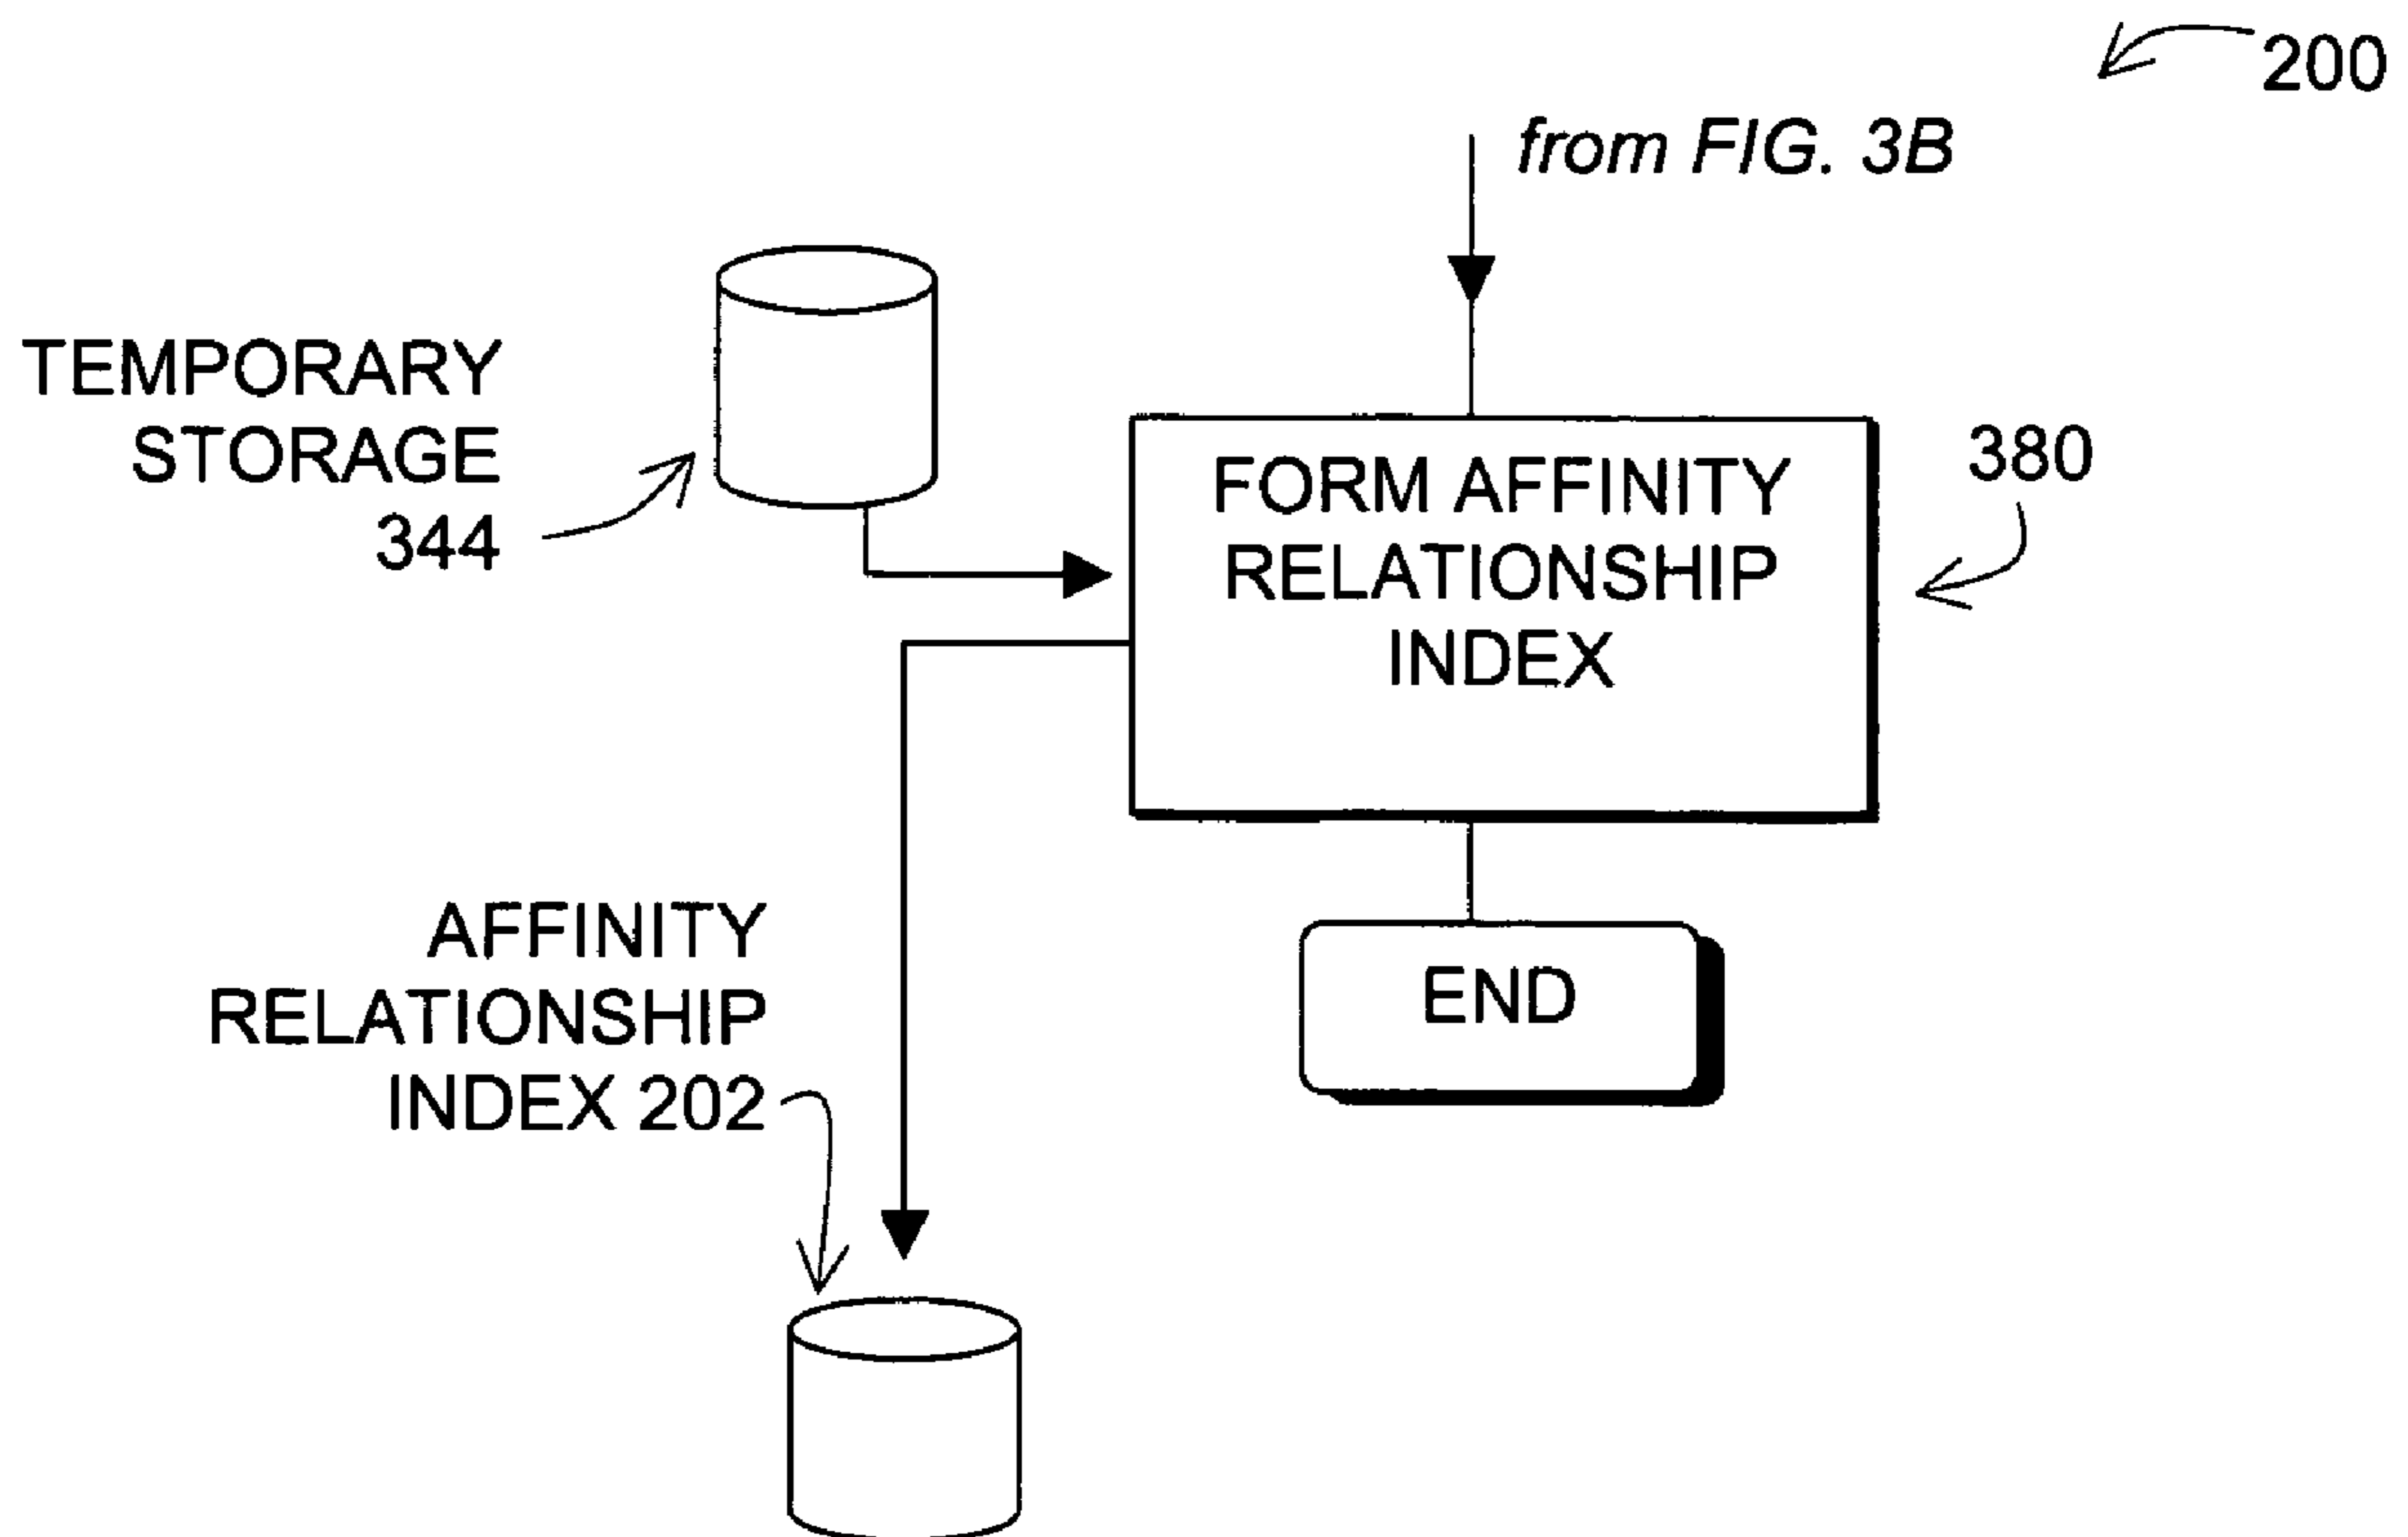 200
from FIG. 3B
TEMPORARY
STORAGE
344
FORM AFFINITY
RELATIONSHIP
INDEX
380
AFFINITY
RELATIONSHIP
INDEX 202
END